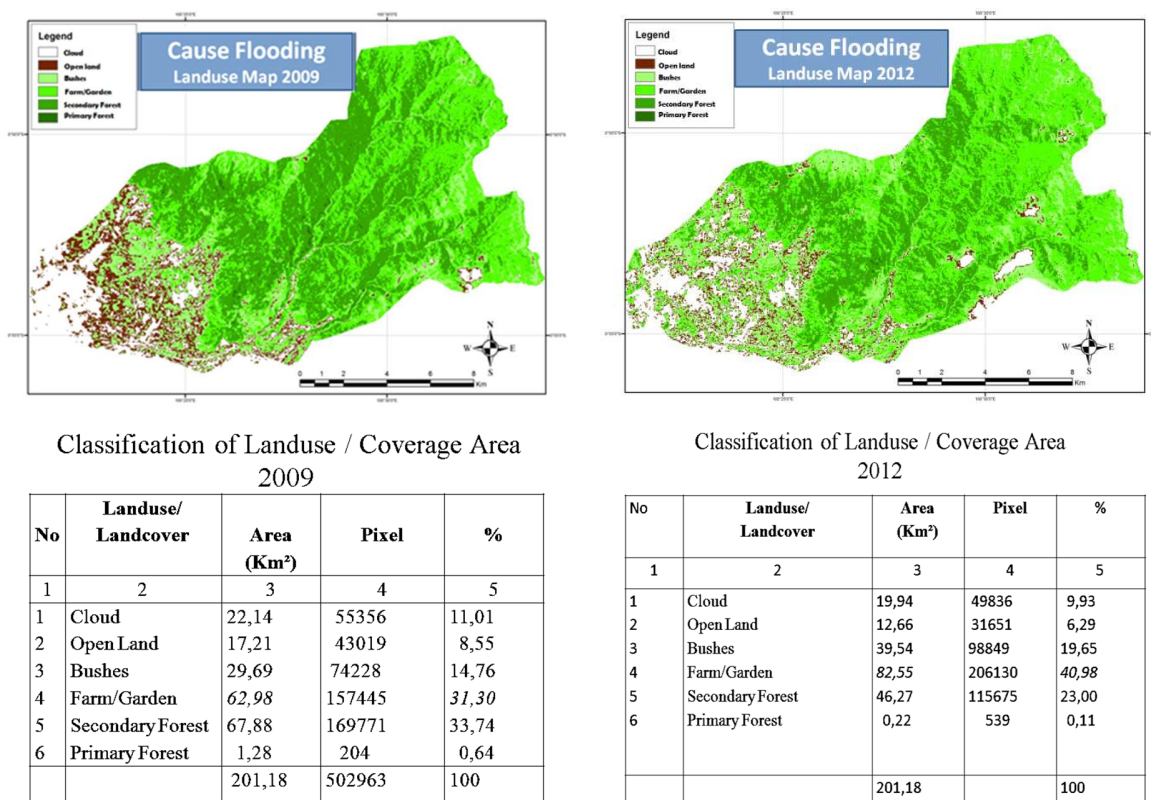 Legend
Cloud
Open land
Bushes
Farm/Garden
Secondary Forest
Primary Forest
Cause Flooding
Landuse Map 2009
N
W E
S
0 1 2 4 6 8
Km
Legend
Cloud
Open land
Bushes
Farm/Garden
Secondary Forest
Primary Forest
Cause Flooding
Landuse Map 2012
N
W E
S
0 1 2 4 6 8
Km
Classification of Landuse / Coverage Area
2009
No Landuse/ Landcover Area (Km²) Pixel %
1 2 3 4 5
1 Cloud 22,14 55356 11,01
2 Open Land 17,21 43019 8,55
3 Bushes 29,69 74228 14,76
4 Farm/Garden 62,98 157445 31,30
5 Secondary Forest 67,88 169771 33,74
6 Primary Forest 1,28 204 0,64
201,18 502963 100
Classification of Landuse / Coverage Area
2012
No Landuse/ Landcover Area (Km²) Pixel %
1 2 3 4 5
1 Cloud 19,94 49836 9,93
2 Open Land 12,66 31651 6,29
3 Bushes 39,54 98849 19,65
4 Farm/Garden 82,55 206130 40,98
5 Secondary Forest 46,27 115675 23,00
6 Primary Forest 0,22 539 0,11
201,18 100